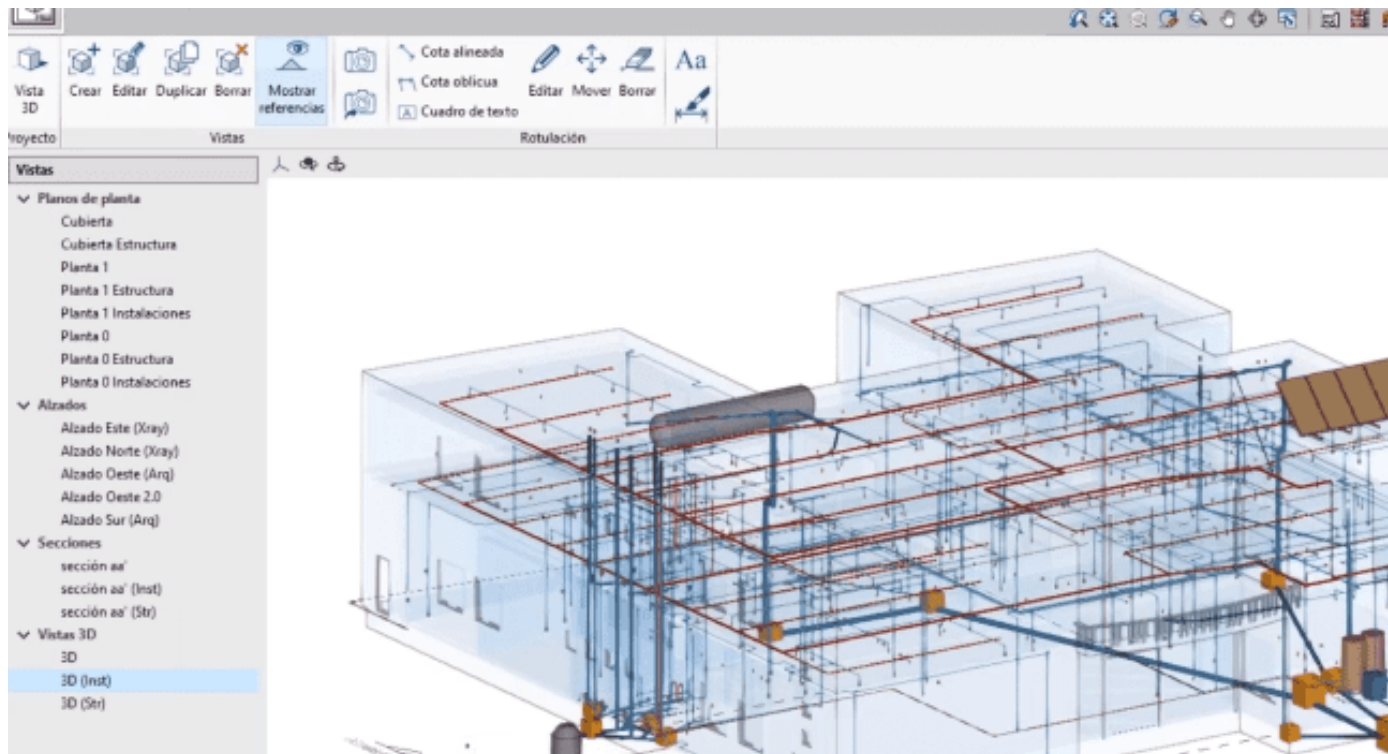 Vista
3D
Crear
Editar
Duplicar
Borrar
Mostrar
referencias
Cota alineada
Cota oblicua
A Cuadro de texto
Editar
Mover
Borrar
Aa
royecto
Vistas
Rotulación
Vistas
Planos de planta
Cubierta
Cubierta Estructura
Planta 1
Planta 1 Estructura
Planta 1 Instalaciones
Planta 0
Planta 0 Estructura
Planta 0 Instalaciones
Alzados
Alzado Este (Xray)
Alzado Norte (Xray)
Alzado Oeste (Arq)
Alzado Oeste 2.0
Alzado Sur (Arq)
Secciones
sección aa'
sección aa' (Inst)
sección aa' (Str)
Vistas 3D
3D
3D (Inst)
3D (Str)